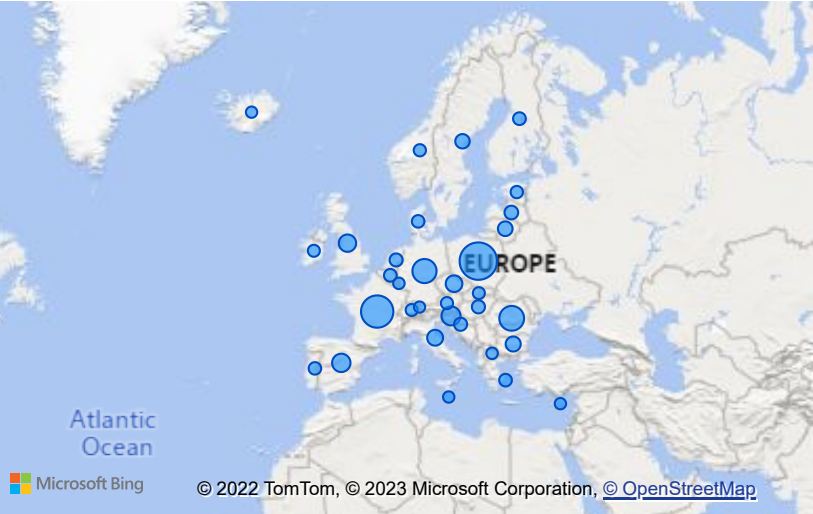 EUROPE
Atlantic
Ocean
Microsoft Bing
© 2022 TomTom, © 2023 Microsoft Corporation, © OpenStreetMap